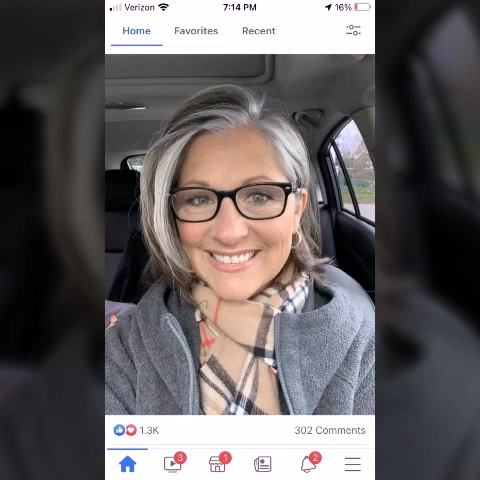 Verizon 7:14 PM 16%
Home Favorites Recent
1.3K 302 Comments
3 1 2